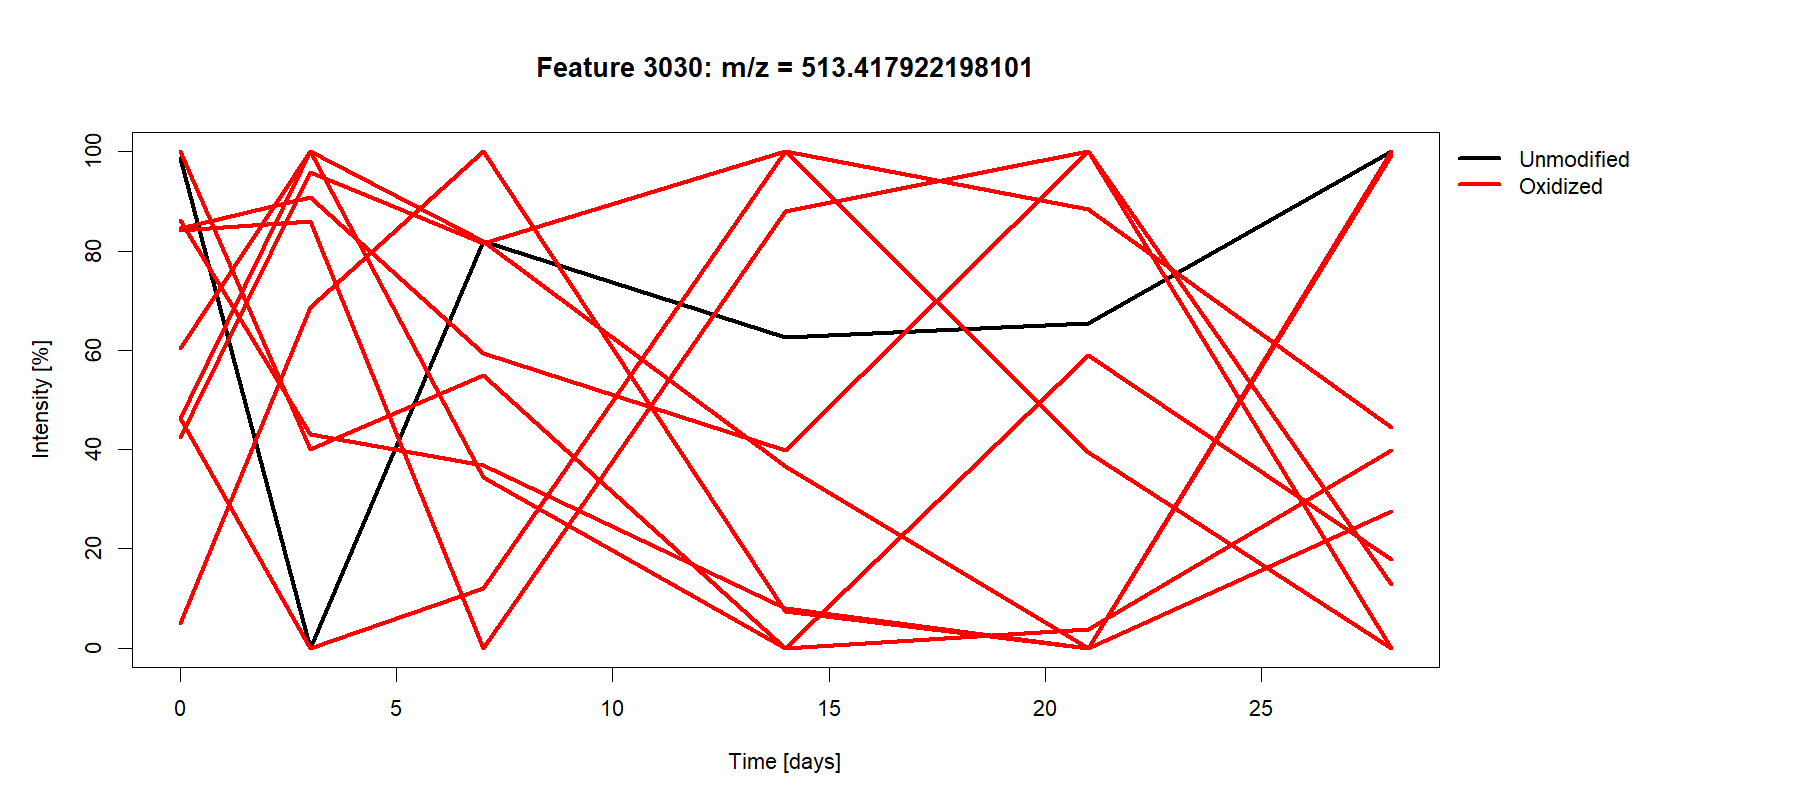 Feature 3030: m/z = 513.417922198101
Unmodified
Oxidized
Intensity [%]
100
80
60
40
20
0
0 5 10 15 20 25
Time [days]